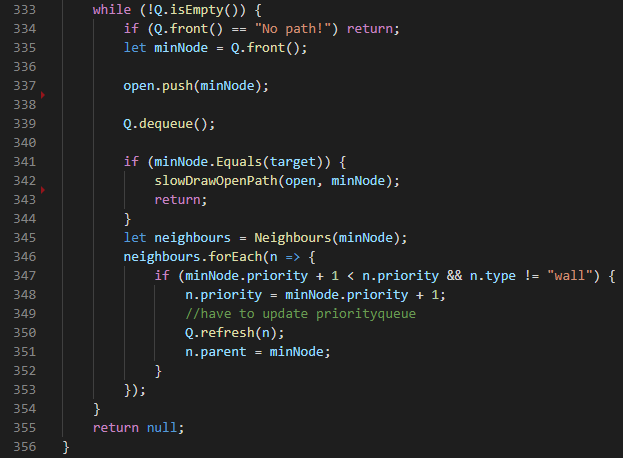 333 while (!Q.isEmpty()) {
334 if (Q.front() == "No path!") return;
335 let minNode = Q.front();
336
337 open.push(minNode);
338
339 Q.dequeue();
340
341 if (minNode.Equals(target)) {
342 slowDrawOpenPath(open, minNode);
343 return;
344 }
345 let neighbours = Neighbours(minNode);
346 neighbours.forEach(n => {
347 if (minNode.priority + 1 < n.priority && n.type != "wall") {
348 n.priority = minNode.priority + 1;
349 //have to update priorityqueue
350 Q.refresh(n);
351 n.parent = minNode;
352 }
353 });
354 }
355 return null;
356 }